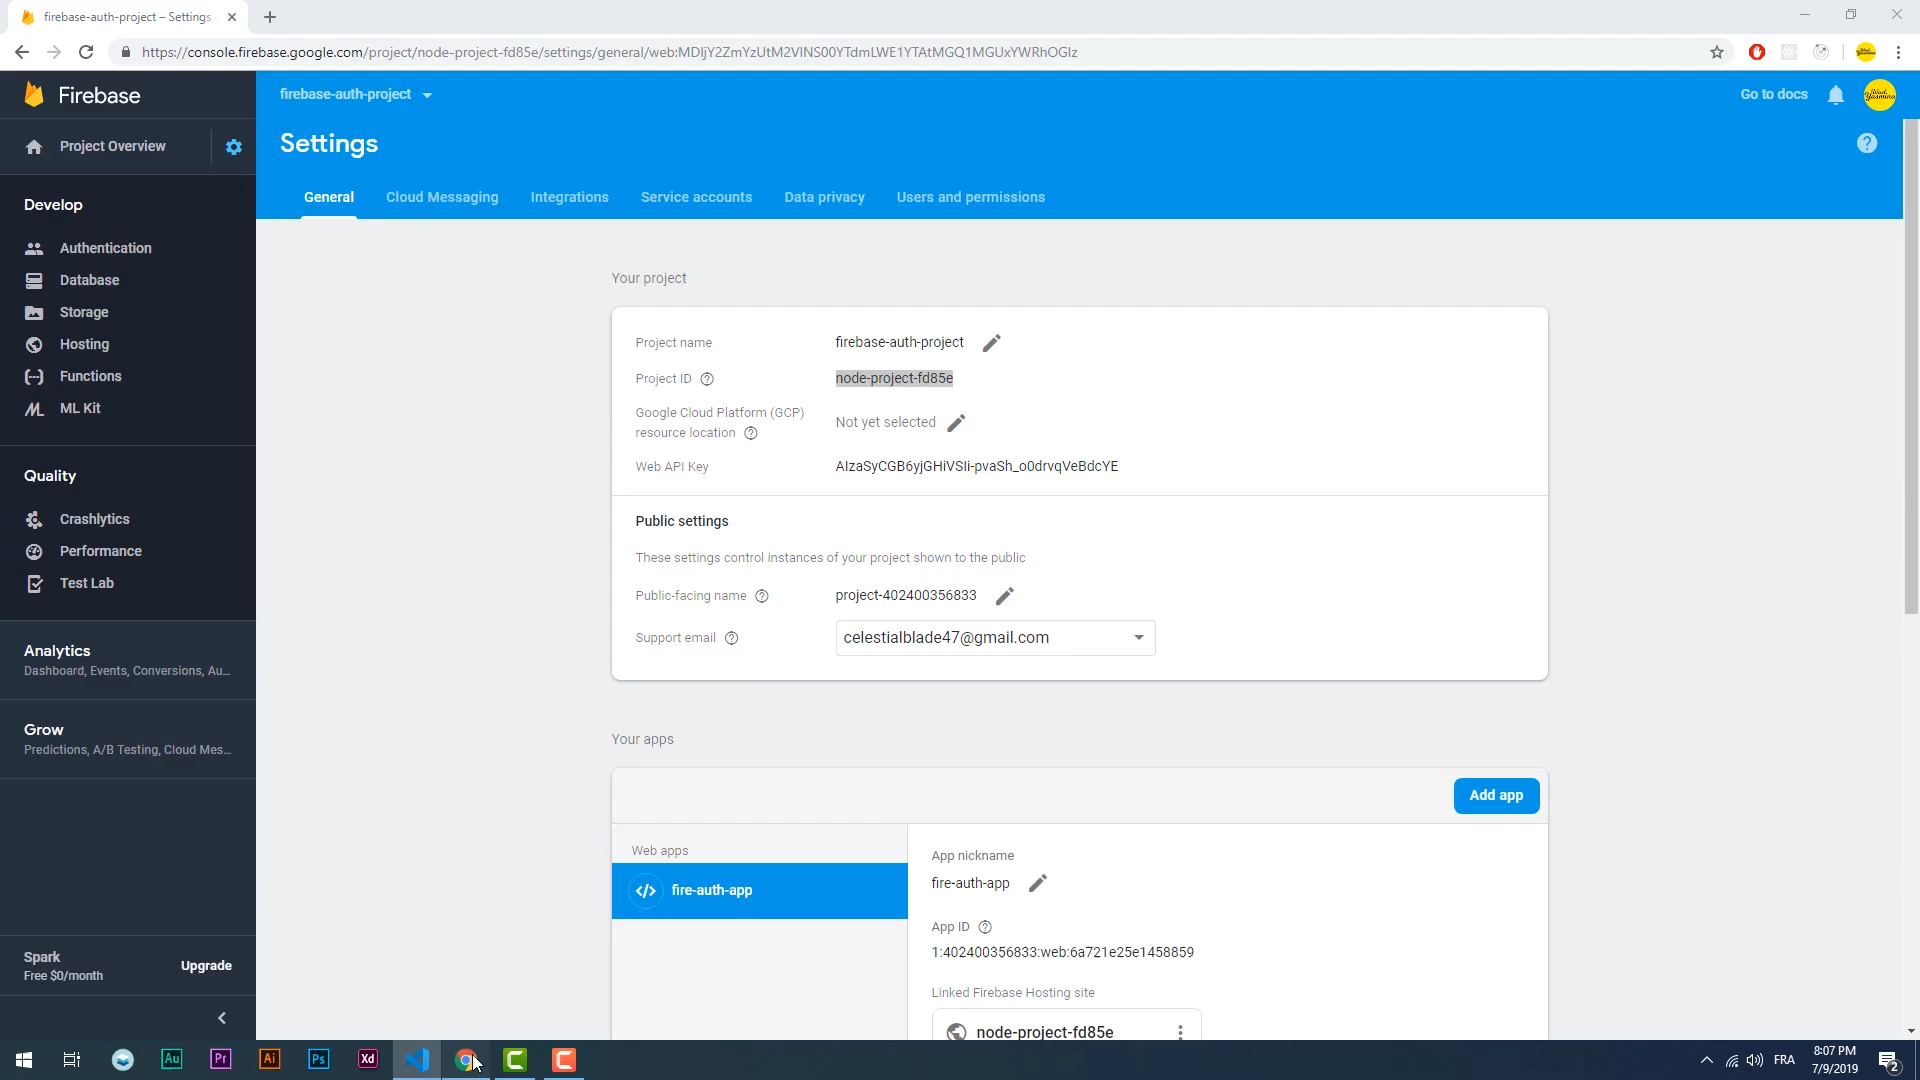 firebase-auth-project – Settings
https://console.firebase.google.com/project/node-project-fd85e/settings/general/web:MDljY2ZmYzUtM2VlNS00YTdmLWE1YTAtMGQ1MGUxYWRhOGIz
Firebase
firebase-auth-project
Go to docs
Project Overview
Settings
General
Cloud Messaging
Integrations
Service accounts
Data privacy
Users and permissions
Develop
Authentication
Database
Storage
Hosting
Functions
ML Kit
Quality
Crashlytics
Performance
Test Lab
Analytics
Dashboard, Events, Conversions, Au...
Grow
Predictions, A/B Testing, Cloud Mes...
Spark
Free $0/month
Upgrade
Your project
Project name
firebase-auth-project
Project ID
node-project-fd85e
Google Cloud Platform (GCP)
resource location
Not yet selected
Web API Key
AIzaSyCGB6yjGHiVSIi-pvaSh_o0drvqVeBdcYE
Public settings
These settings control instances of your project shown to the public
Public-facing name
project-402400356833
Support email
celestialblade47@gmail.com
Your apps
Add app
Web apps
fire-auth-app
App nickname
fire-auth-app
App ID
1:402400356833:web:6a721e25e1458859
Linked Firebase Hosting site
node-project-fd85e
Au
Pr
Ai
Ps
Xd
FRA
8:07 PM
7/9/2019
2